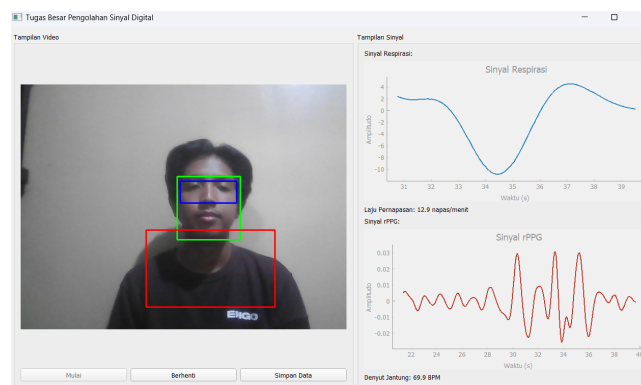 Tugas Besar Pengolahan Sinyal Digital
Tampilan Video
Mulai
Berhenti
Simpan Data
Tampilan Sinyal
Sinyal Respirasi:
Sinyal Respirasi
Amplitudo
4
2
0
-2
-4
-6
-8
-10
31 32 33 34 35 36 37 38 39
Waktu (s)
Laju Pernapasan: 12.9 napas/menit
Sinyal rPPG:
Sinyal rPPG
Amplitudo
0.03
0.02
0.01
0
-0.01
-0.02
22 24 26 28 30 32 34 36 38 40
Waktu (s)
Denyut Jantung: 69.9 BPM